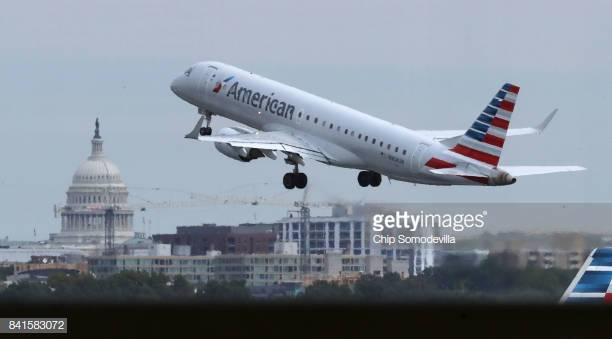 American
gettyimages®
Chip Somodevilla
841583072